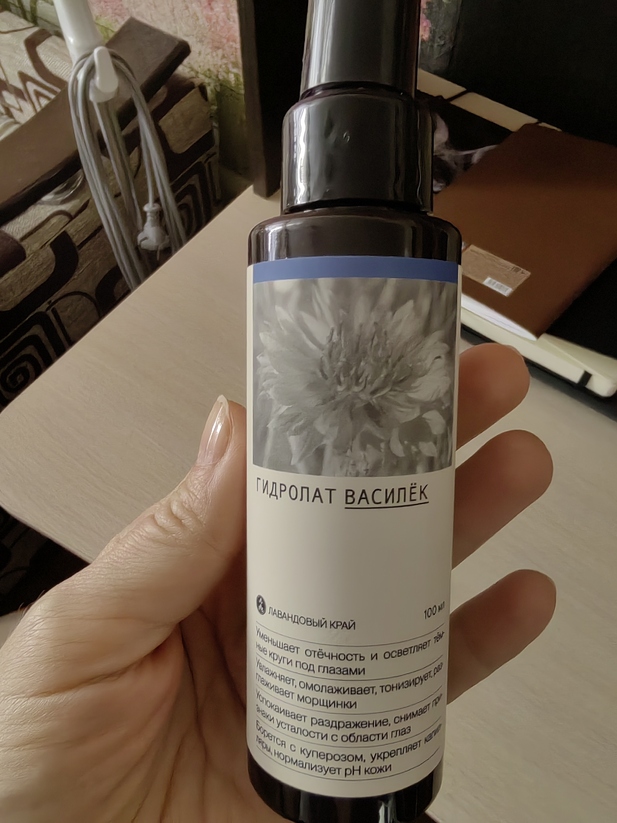 ГИДРОЛАТ ВАСИЛЁК
ЛАВАНДОВЫЙ КРАЙ 100 мл
Уменьшает отёчность и осветляет тём-
ные круги под глазами
Увлажняет, омолаживает, тонизирует, раз-
глаживает морщинки
Успокаивает раздражение, снимает при-
знаки усталости с области глаз
Борется с куперозом, укрепляет капил-
ляры, нормализует pH кожи